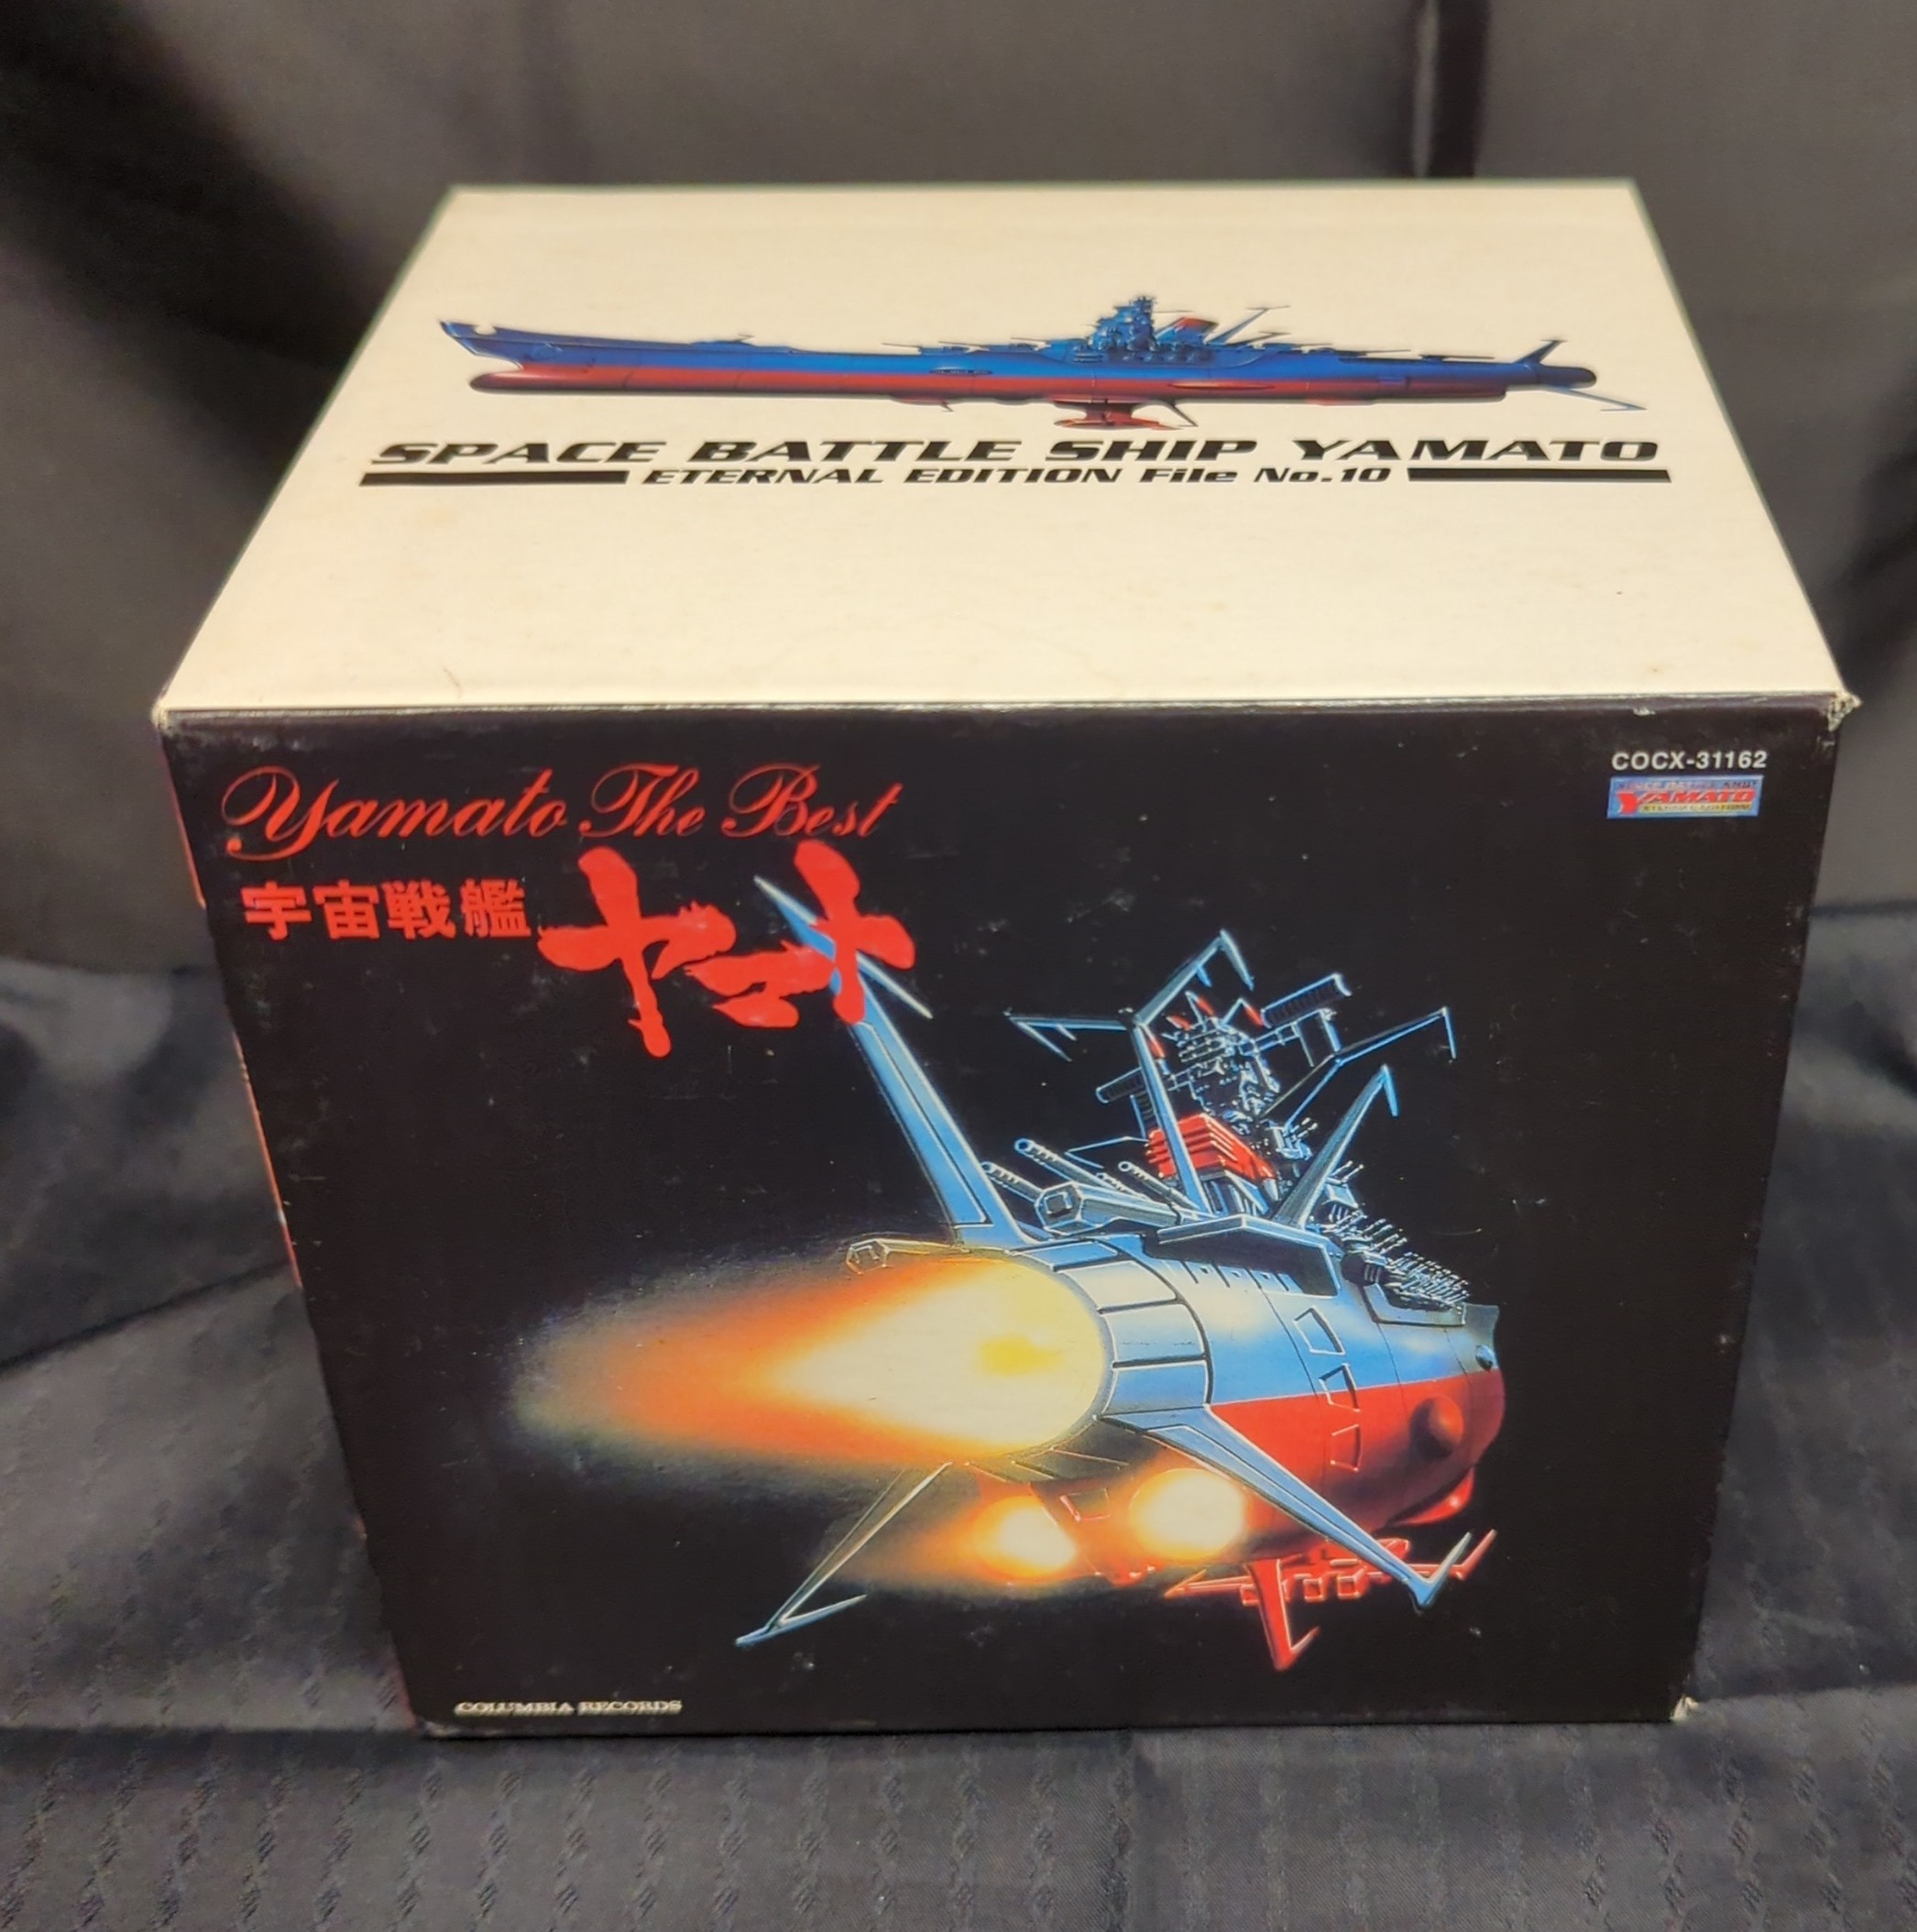 SPACE BATTLE SHIP YAMATO
ETERNAL EDITION File No.10
COCX-31162
YAMATO
Yamato The Best
宇宙戦艦ヤマト
COLUMBIA RECORDS